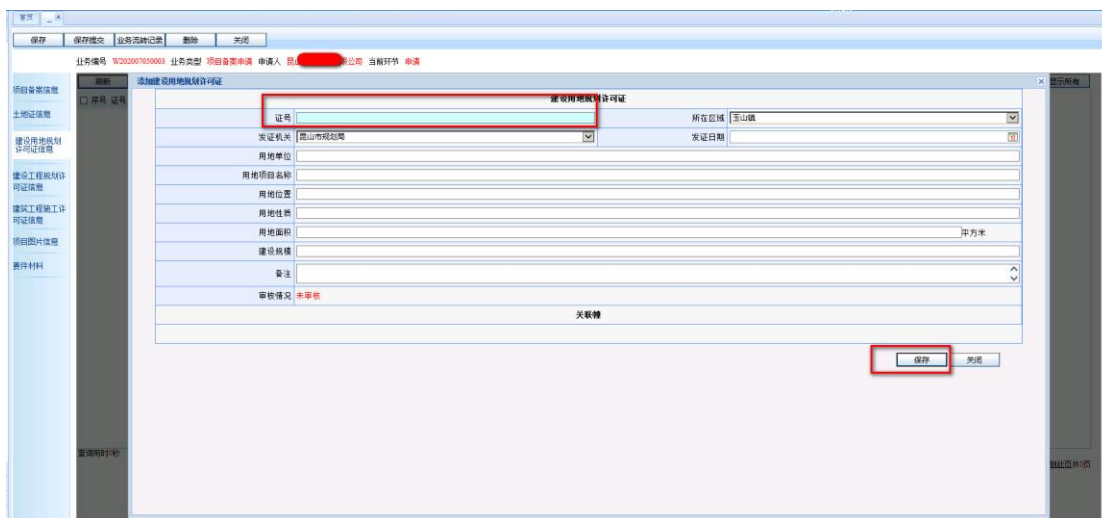 首页
保存 保存提交 业务流转记录 删除 关闭
业务编号 W202007050003 业务类型 项目备案申请 申请人 昆山 限公司 当前环节 申请
项目备案信息
土地证信息
建设用地规划许可证信息
建设工程规划许可证信息
建筑工程施工许可证信息
项目图片信息
要件材料
刷新
序号 证号
显示所有
添加建设用地规划许可证
建设用地规划许可证
证号 所在区域 玉山镇
发证机关 昆山市规划局 发证日期
用地单位
用地项目名称
用地位置
用地性质
用地面积 平方米
建设规模
备注
审核情况 未审核
关联幢
保存 关闭
查询用时0秒
到此页共0页